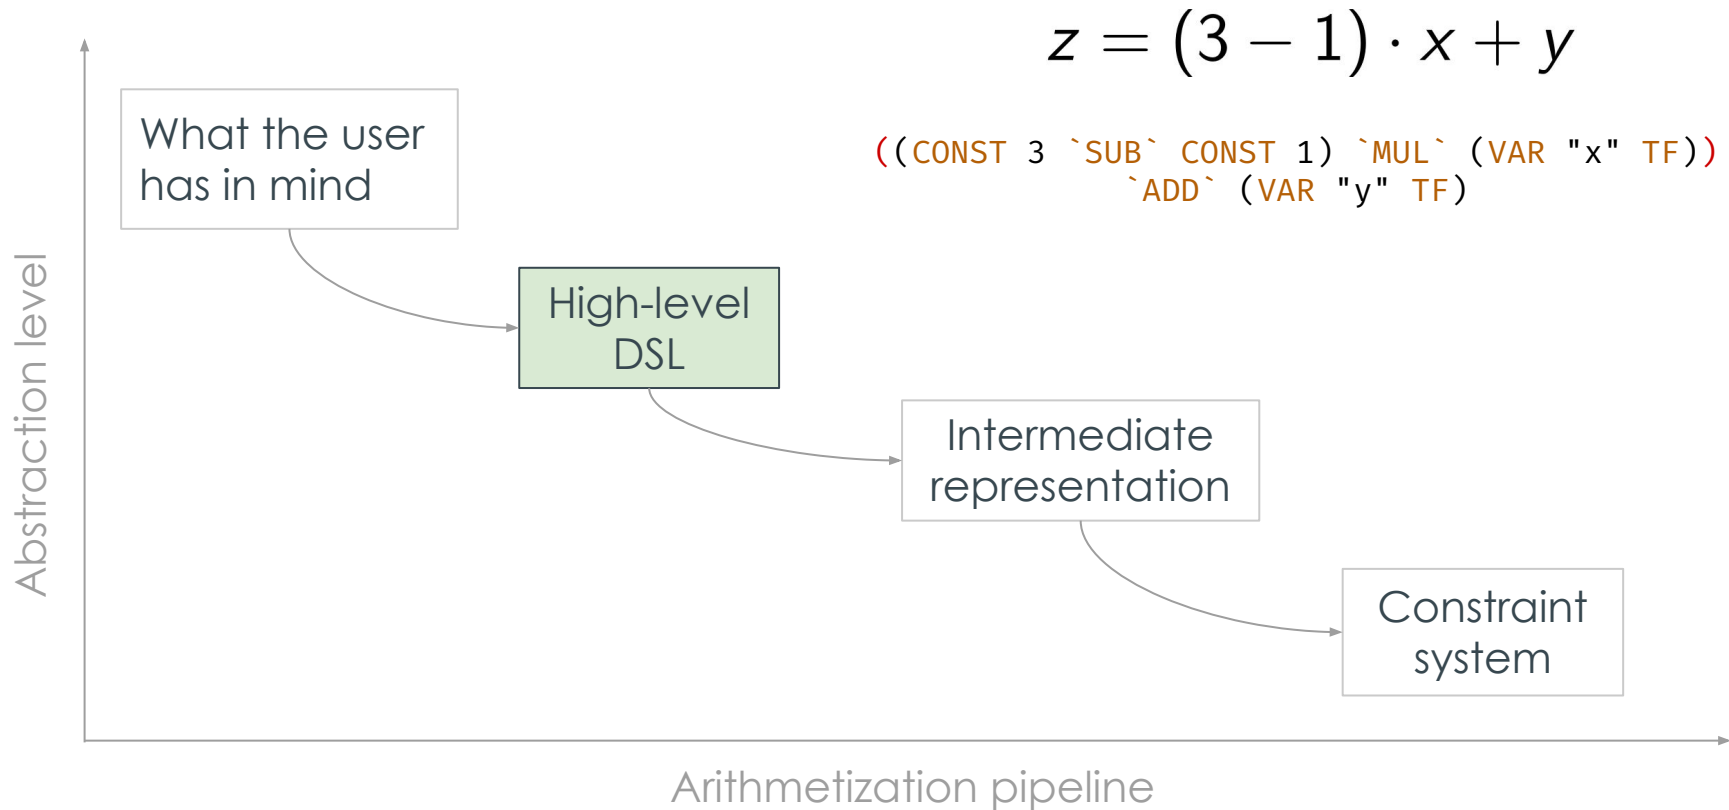 z = (3 − 1) · x + y
((CONST 3 `SUB` CONST 1) `MUL` (VAR "x" TF))
`ADD` (VAR "y" TF)
What the user
has in mind
High-level
DSL
Intermediate
representation
Constraint
system
Abstraction level
Arithmetization pipeline